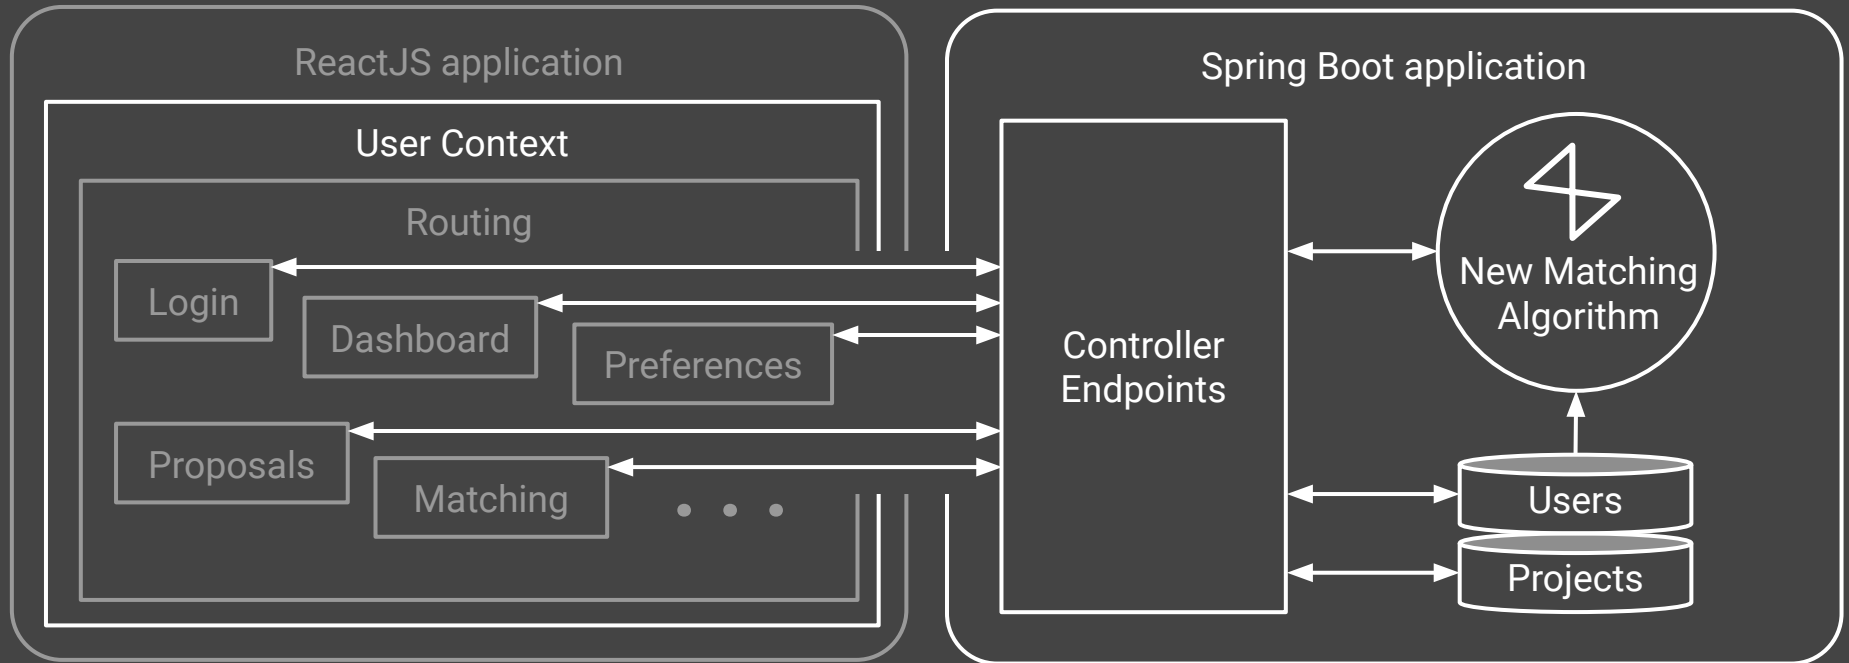 ReactJS application
User Context
Routing
Login
Dashboard
Preferences
Proposals
Matching
Spring Boot application
Controller
Endpoints
New Matching
Algorithm
Users
Projects